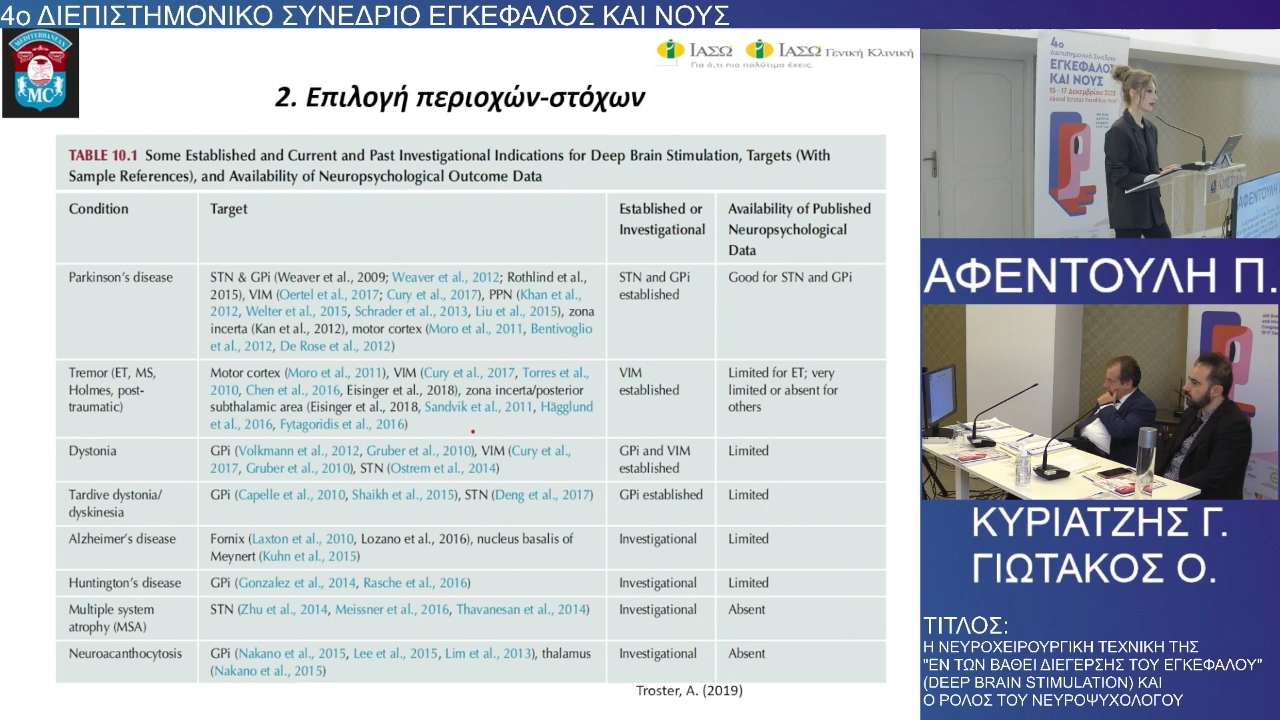 4ο ΔΙΕΠΙΣΤΗΜΟΝΙΚΟ ΣΥΝΕΔΡΙΟ ΕΓΚΕΦΑΛΟΣ ΚΑΙ ΝΟΥΣ
MEDITERRANEAN
MC
ΙΑΣΩ
ΙΑΣΩ Γενική Κλινική
Για ό,τι πιο πολύτιμο έχεις.
2. Επιλογή περιοχών-στόχων
TABLE 10.1 Some Established and Current and Past Investigational Indications for Deep Brain Stimulation, Targets (With
Sample References), and Availability of Neuropsychological Outcome Data
Condition
Target
Established or
Investigational
Availability of Published
Neuropsychological
Data
Parkinson's disease
STN & GPi (Weaver et al., 2009; Weaver et al., 2012; Rothlind et al.,
2015), VIM (Oertel et al., 2017; Cury et al., 2017), PPN (Khan et al.,
2012, Welter et al., 2015, Schrader et al., 2013, Liu et al., 2015), zona
incerta (Kan et al., 2012), motor cortex (Moro et al., 2011, Bentivoglio
et al., 2012, De Rose et al., 2012)
STN and GPi
established
Good for STN and GPi
Tremor (ET, MS,
Holmes, post-
traumatic)
Motor cortex (Moro et al., 2011), VIM (Cury et al., 2017, Torres et al.,
2010, Chen et al., 2016, Eisinger et al., 2018), zona incerta/posterior
subthalamic area (Eisinger et al., 2018, Sandvik et al., 2011, Hägglund
et al., 2016, Fytagoridis et al., 2016)
VIM
established
Limited for ET; very
limited or absent for
others
Dystonia
GPi (Volkmann et al., 2012, Gruber et al., 2010), VIM (Cury et al.,
2017, Gruber et al., 2010), STN (Ostrem et al., 2014)
GPi and VIM
established
Limited
Tardive dystonia/
dyskinesia
GPi (Capelle et al., 2010, Shaikh et al., 2015), STN (Deng et al., 2017)
GPi established
Limited
Alzheimer's disease
Fornix (Laxton et al., 2010, Lozano et al., 2016), nucleus basalis of
Meynert (Kuhn et al., 2015)
Investigational
Limited
Huntington's disease
GPi (Gonzalez et al., 2014, Rasche et al., 2016)
Investigational
Limited
Multiple system
atrophy (MSA)
STN (Zhu et al., 2014, Meissner et al., 2016, Thavanesan et al., 2014)
Investigational
Absent
Neuroacanthocytosis
GPi (Nakano et al., 2015, Lee et al., 2015, Lim et al., 2013), thalamus
(Nakano et al., 2015)
Investigational
Absent
Troster, A. (2019)
4ο
Διεπιστημονικό Συνέδριο
ΕΓΚΕΦΑΛΟΣ
ΚΑΙ ΝΟΥΣ
ΑΦΕΝΤΟΥΛΗ Π.
ΚΥΡΙΑΤΖΗΣ Γ.
ΓΙΩΤΑΚΟΣ Ο.
ΤΙΤΛΟΣ:
Η ΝΕΥΡΟΧΕΙΡΟΥΡΓΙΚΗ ΤΕΧΝΙΚΗ ΤΗΣ
"ΕΝ ΤΩΝ ΒΑΘΕΙ ΔΙΕΓΕΡΣΗΣ ΤΟΥ ΕΓΚΕΦΑΛΟΥ"
(DEEP BRAIN STIMULATION) ΚΑΙ
Ο ΡΟΛΟΣ ΤΟΥ ΝΕΥΡΟΨΥΧΟΛΟΓΟΥ